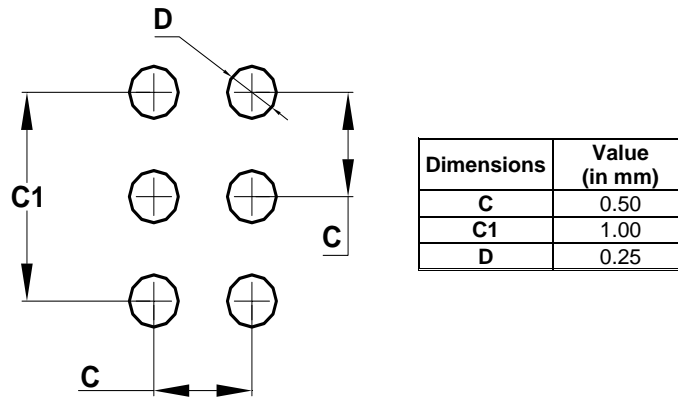 D
C1
C
C
Dimensions Value
(in mm)
C 0.50
C1 1.00
D 0.25